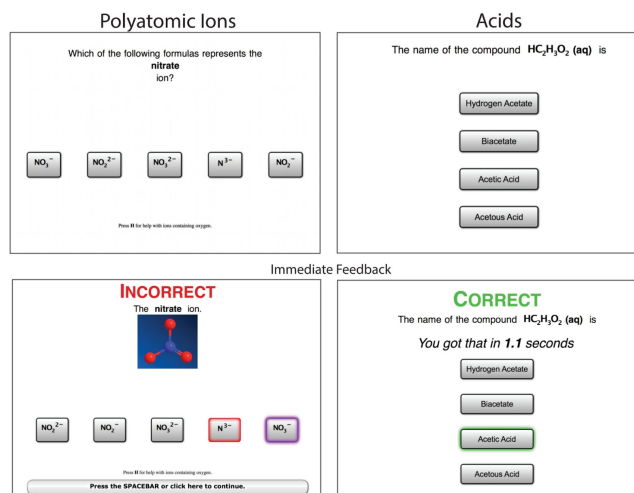 Polyatomic Ions
Which of the following formulas represents the
nitrate
ion?
NO₃⁻
NO₂²⁻
NO₃²⁻
N³⁻
NO₂⁻
Press H for help with ions containing oxygen.
Acids
The name of the compound HC₂H₃O₂ (aq) is
Hydrogen Acetate
Biacetate
Acetic Acid
Acetous Acid
Immediate Feedback
INCORRECT
The nitrate ion.
NO₂²⁻
NO₂⁻
NO₃²⁻
N³⁻
NO₃⁻
Press H for help with ions containing oxygen.
Press the SPACEBAR or click here to continue.
CORRECT
The name of the compound HC₂H₃O₂ (aq) is
You got that in 1.1 seconds
Hydrogen Acetate
Biacetate
Acetic Acid
Acetous Acid